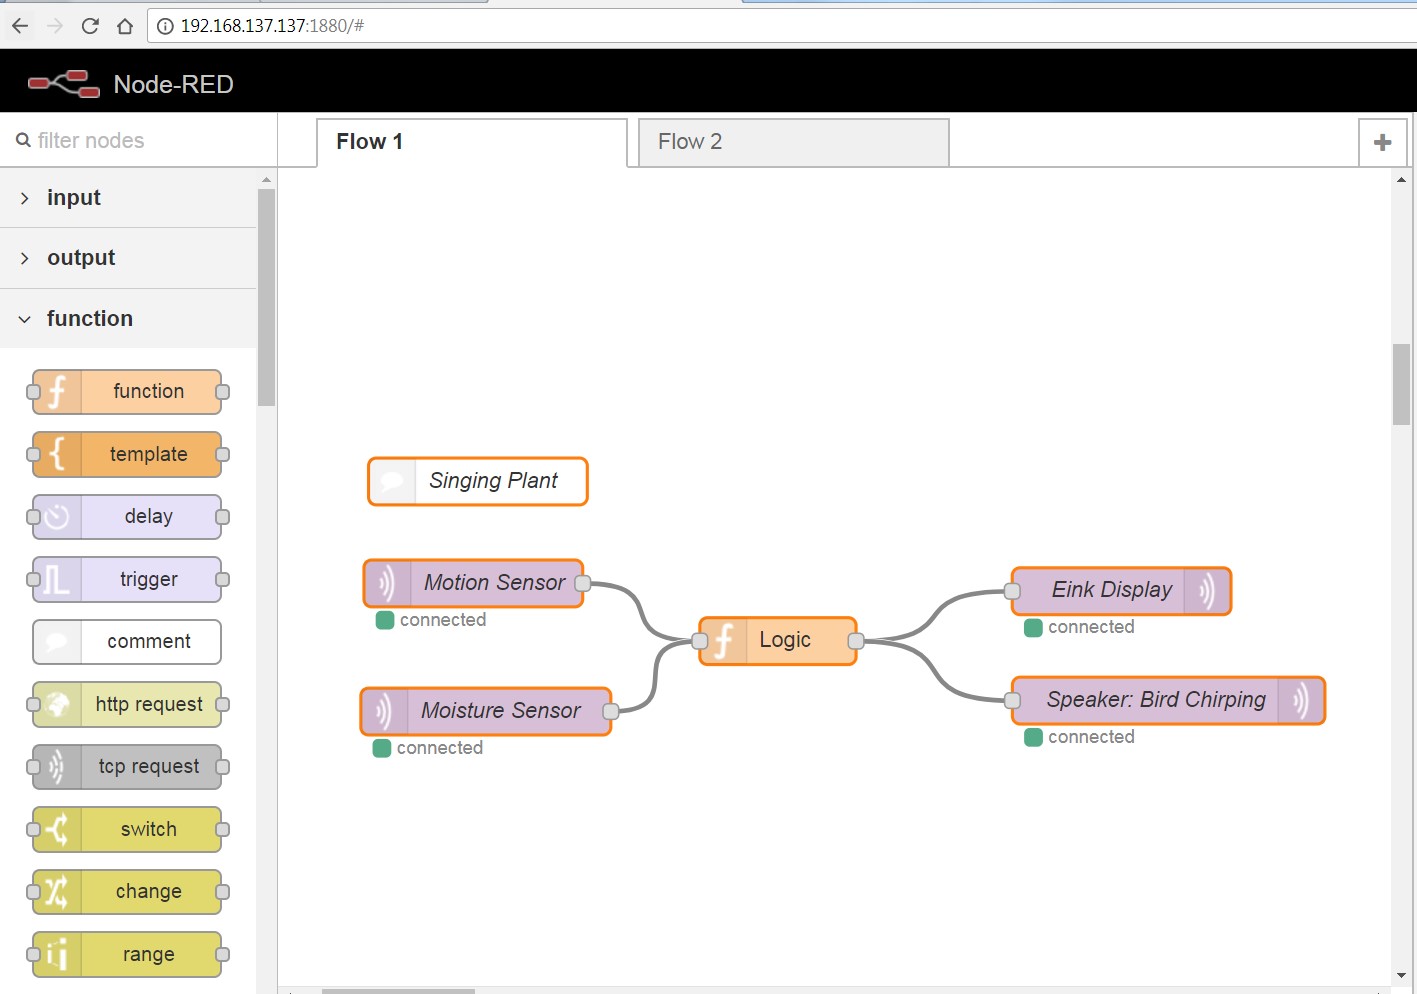 192.168.137.137:1880/#
Node-RED
filter nodes
Flow 1
Flow 2
input
output
function
function
template
delay
trigger
comment
http request
tcp request
switch
change
range
Singing Plant
Motion Sensor
connected
Moisture Sensor
connected
Logic
Eink Display
connected
Speaker: Bird Chirping
connected